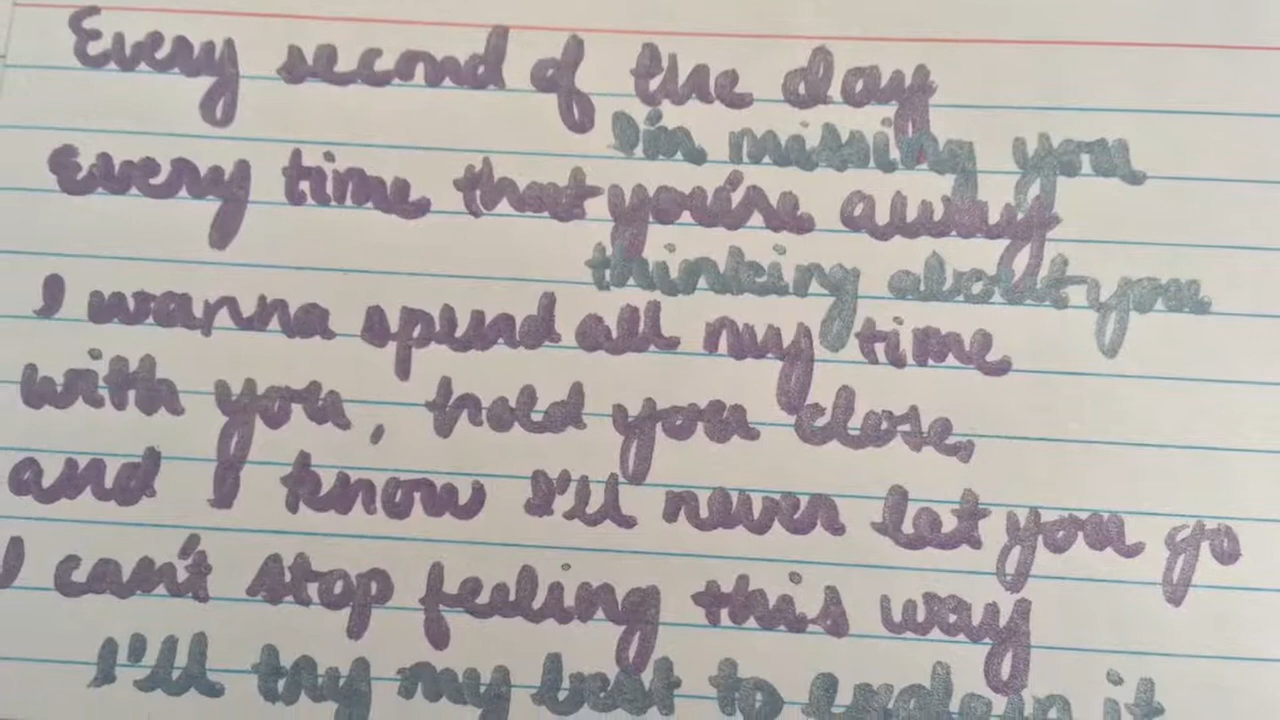 Every second of the day
I'm missing you
Every time that you're away
thinking about you
I wanna spend all my time
with you, hold you close,
and I know I'll never let you go
I can't stop feeling this way
I'll try my best to explain it